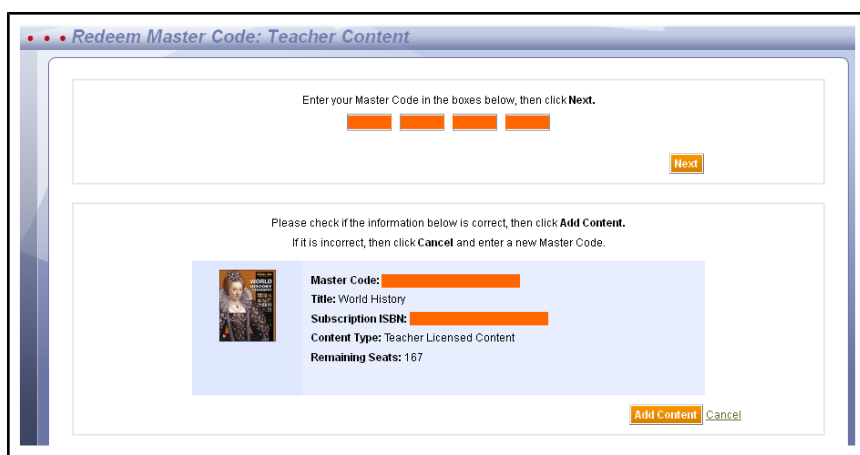 Redeem Master Code: Teacher Content
Enter your Master Code in the boxes below, then click Next.
Next
Please check if the information below is correct, then click Add Content.
If it is incorrect, then click Cancel and enter a new Master Code.
WORLD
HISTORY
Master Code:
Title: World History
Subscription ISBN:
Content Type: Teacher Licensed Content
Remaining Seats: 167
Add Content Cancel